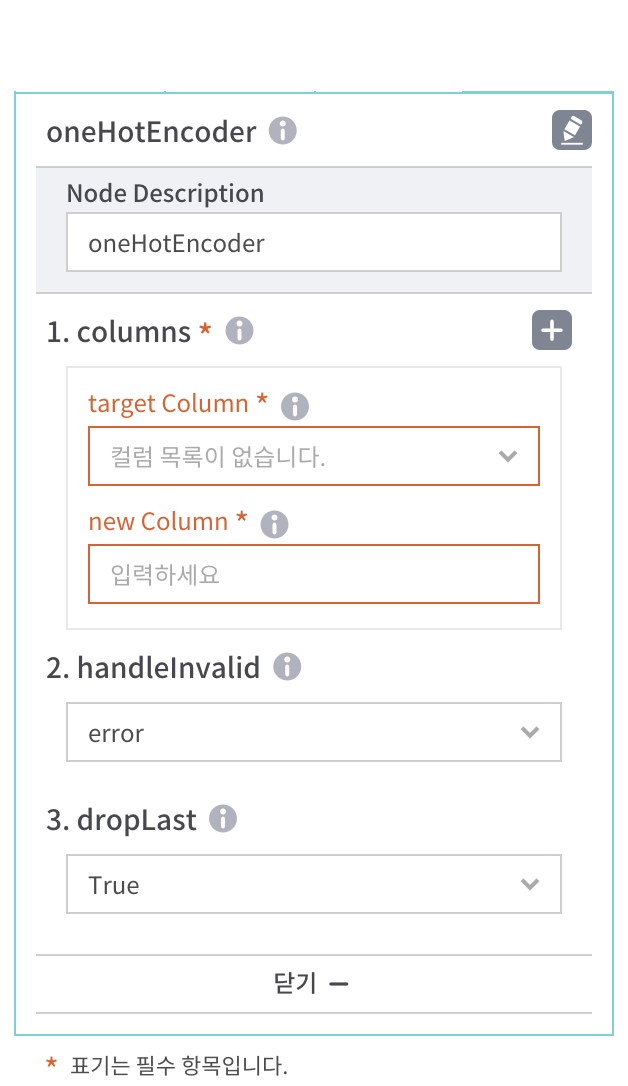 oneHotEncoder
Node Description
oneHotEncoder
1. columns *
target Column *
컬럼 목록이 없습니다.
new Column *
입력하세요
2. handleInvalid
error
3. dropLast
True
닫기
* 표기는 필수 항목입니다.